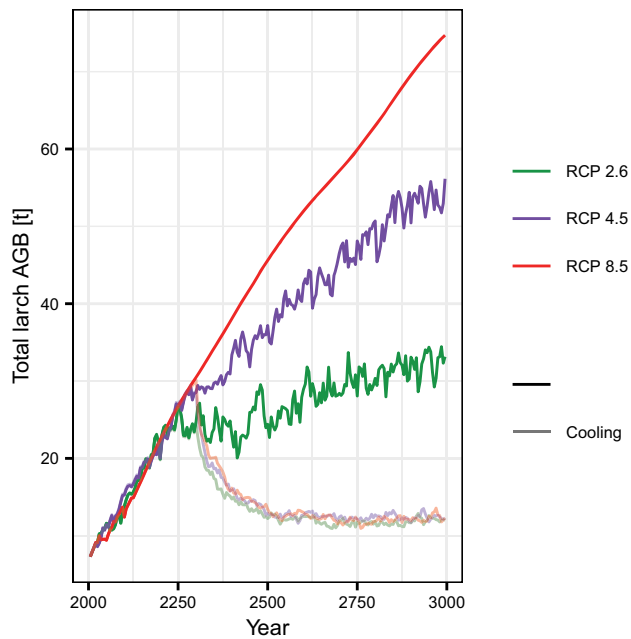 60
40
20
Total larch AGB [t]
2000
2250
2500
2750
3000
Year
RCP 2.6
RCP 4.5
RCP 8.5
Cooling